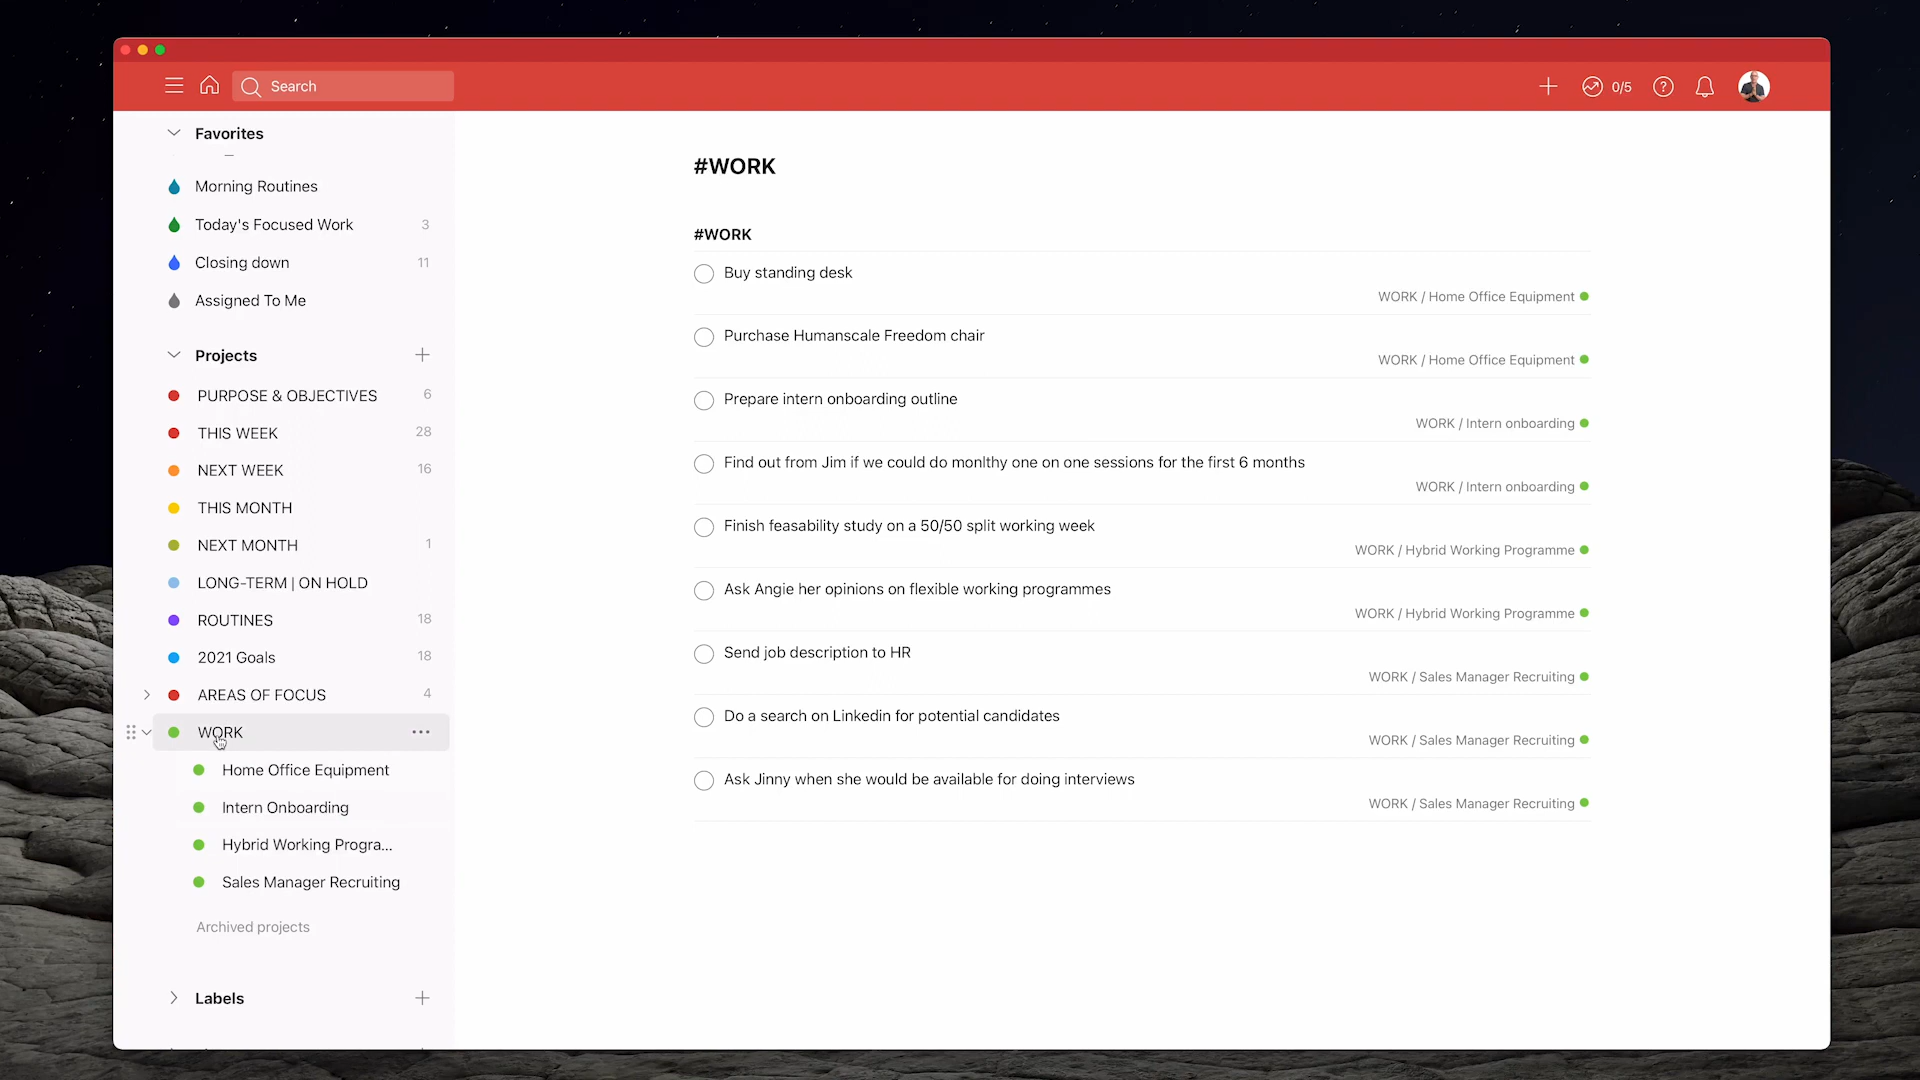 Search
0/5
Favorites
Morning Routines
Today's Focused Work 3
Closing down 11
Assigned To Me
Projects
PURPOSE & OBJECTIVES 6
THIS WEEK 28
NEXT WEEK 16
THIS MONTH
NEXT MONTH 1
LONG-TERM | ON HOLD
ROUTINES 18
2021 Goals 18
AREAS OF FOCUS 4
WORK
Home Office Equipment
Intern Onboarding
Hybrid Working Progra...
Sales Manager Recruiting
Archived projects
Labels
#WORK
#WORK
Buy standing desk
WORK / Home Office Equipment
Purchase Humanscale Freedom chair
WORK / Home Office Equipment
Prepare intern onboarding outline
WORK / Intern onboarding
Find out from Jim if we could do monlthy one on one sessions for the first 6 months
WORK / Intern onboarding
Finish feasability study on a 50/50 split working week
WORK / Hybrid Working Programme
Ask Angie her opinions on flexible working programmes
WORK / Hybrid Working Programme
Send job description to HR
WORK / Sales Manager Recruiting
Do a search on Linkedin for potential candidates
WORK / Sales Manager Recruiting
Ask Jinny when she would be available for doing interviews
WORK / Sales Manager Recruiting